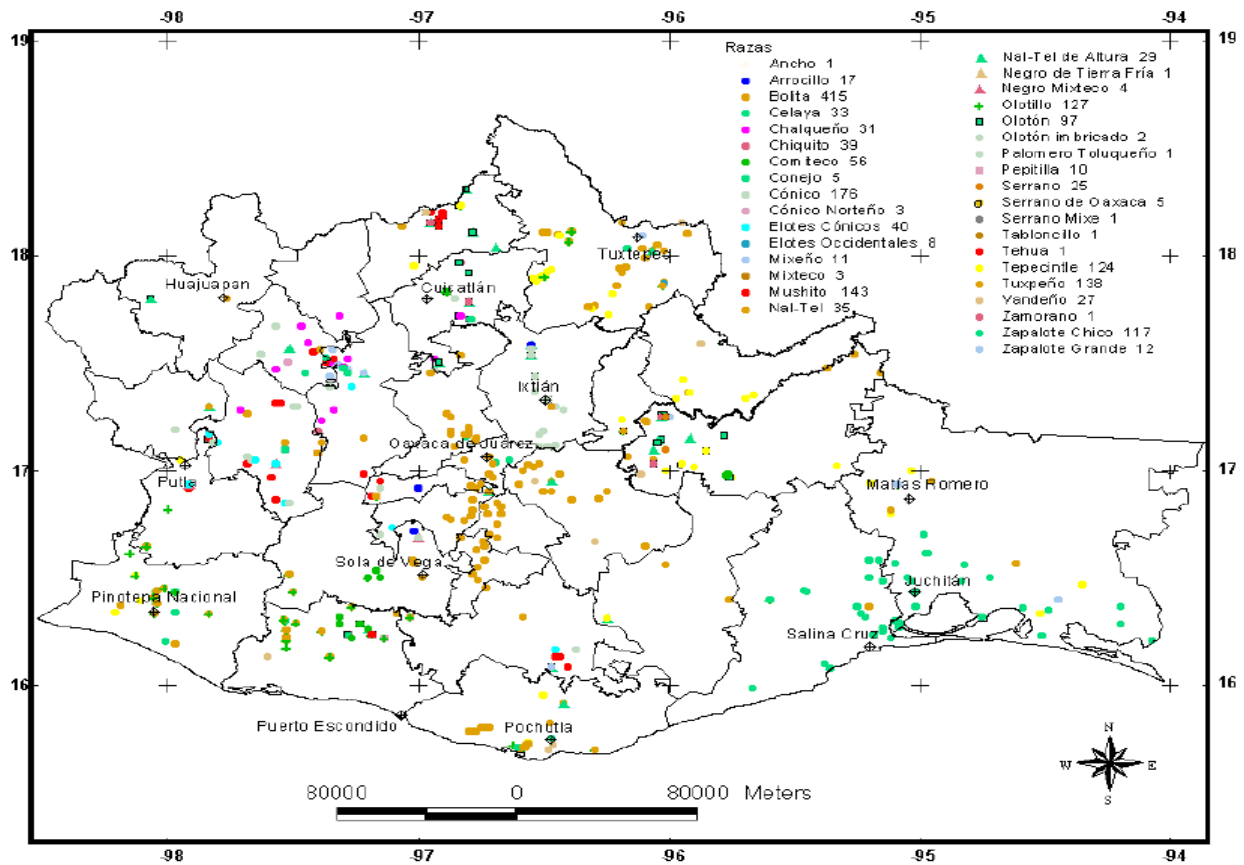 -98 -97 -96 -95 -94
19 19
18 18
17 17
16 16
-98 -97 -96 -95 -94
Razas
Ancho 1
Arrocillo 17
Bolita 415
Celaya 33
Chalqueño 31
Chiquito 39
Comiteco 56
Conejo 5
Cónico 176
Cónico Norteño 3
Elotes Cónicos 40
Elotes Occidentales 8
Mixeño 11
Mixteco 3
Mushito 143
Nal-Tel 35
Nal-Tel de Altura 29
Negro de Tierra Fría 1
Negro Mixteco 4
Olotillo 127
Olotón 97
Olotón imbricado 2
Palomero Toluqueño 1
Pepitilla 10
Serrano 25
Serrano de Oaxaca 5
Serrano Mixe 1
Tabloncillo 1
Tehua 1
Tepecintle 124
Tuxpeño 138
Vandeño 27
Zamorano 1
Zapalote Chico 117
Zapalote Grande 12
Tuxtepec
Huajuapan
Cuicatlán
Ixtlán
Oaxaca de Juárez
Putla
Matías Romero
Sola de Vega
Juchitán
Pinotepa Nacional
Salina Cruz
Puerto Escondido
Pochutla
N
W E
S
80000 0 80000 Meters